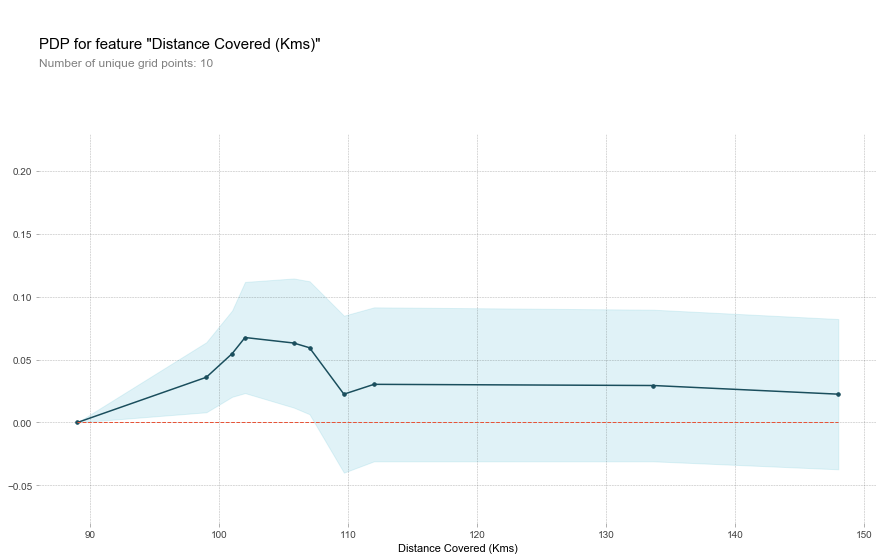 PDP for feature "Distance Covered (Kms)"
Number of unique grid points: 10
0.20
0.15
0.10
0.05
0.00
−0.05
90 100 110 120 130 140 150
Distance Covered (Kms)